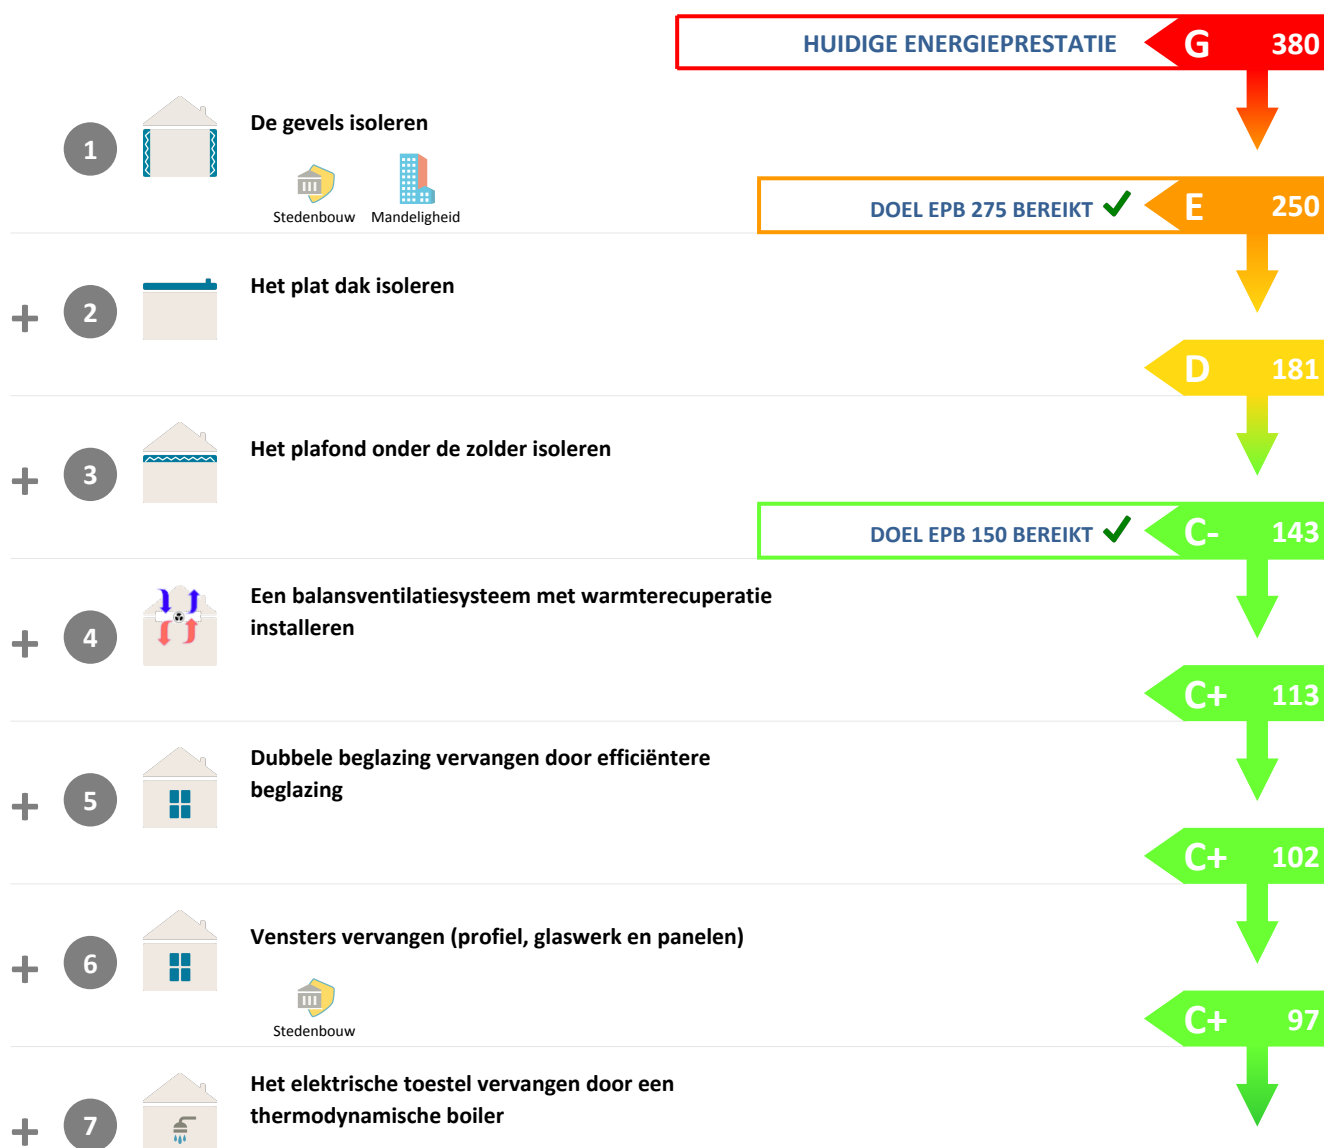 HUIDIGE ENERGIEPRESTATIE G 380
1 De gevels isoleren
Stedenbouw Mandeligheid
DOEL EPB 275 BEREIKT E 250
+ 2 Het plat dak isoleren
D 181
+ 3 Het plafond onder de zolder isoleren
DOEL EPB 150 BEREIKT C- 143
+ 4 Een balansventilatiesysteem met warmterecuperatie
installeren
C+ 113
+ 5 Dubbele beglazing vervangen door efficiëntere
beglazing
C+ 102
+ 6 Vensters vervangen (profiel, glaswerk en panelen)
Stedenbouw
C+ 97
+ 7 Het elektrische toestel vervangen door een
thermodynamische boiler